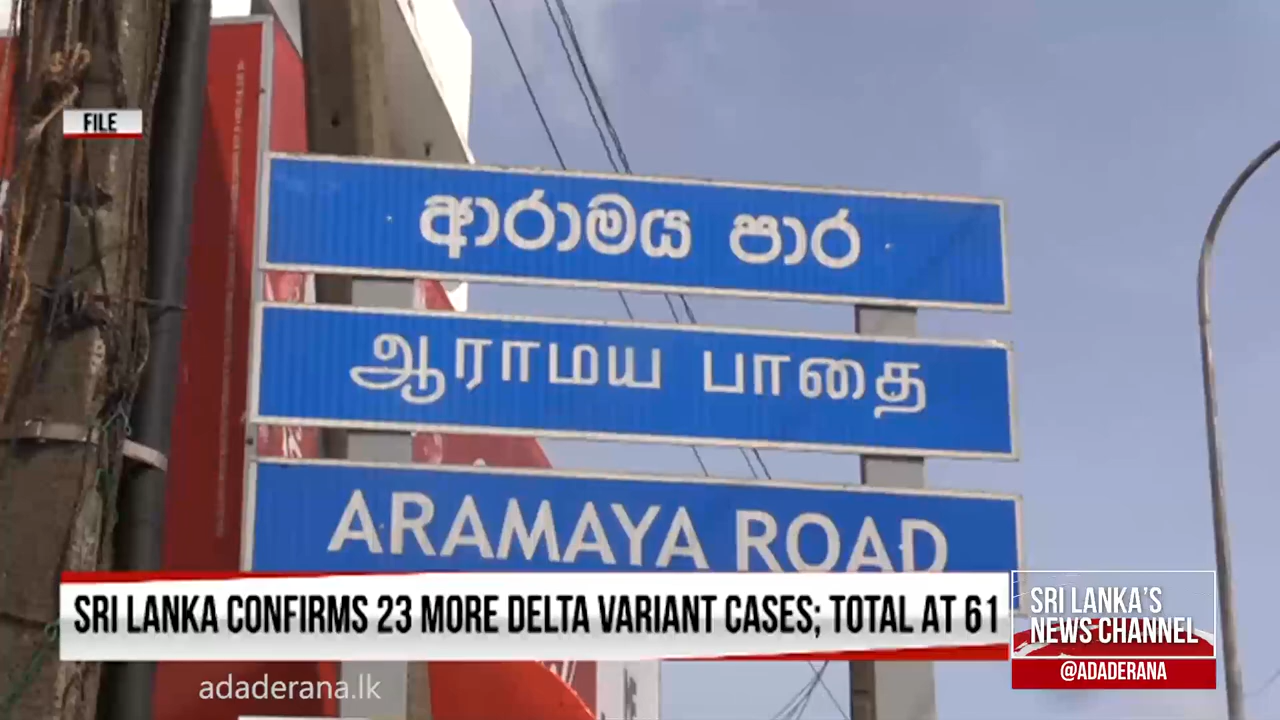 FILE
ආරාමය පාර
ஆராமய பாதை
ARAMAYA ROAD
SRI LANKA CONFIRMS 23 MORE DELTA VARIANT CASES; TOTAL AT 61
SRI LANKA'S
NEWS CHANNEL
@ADADERANA
adaderana.lk